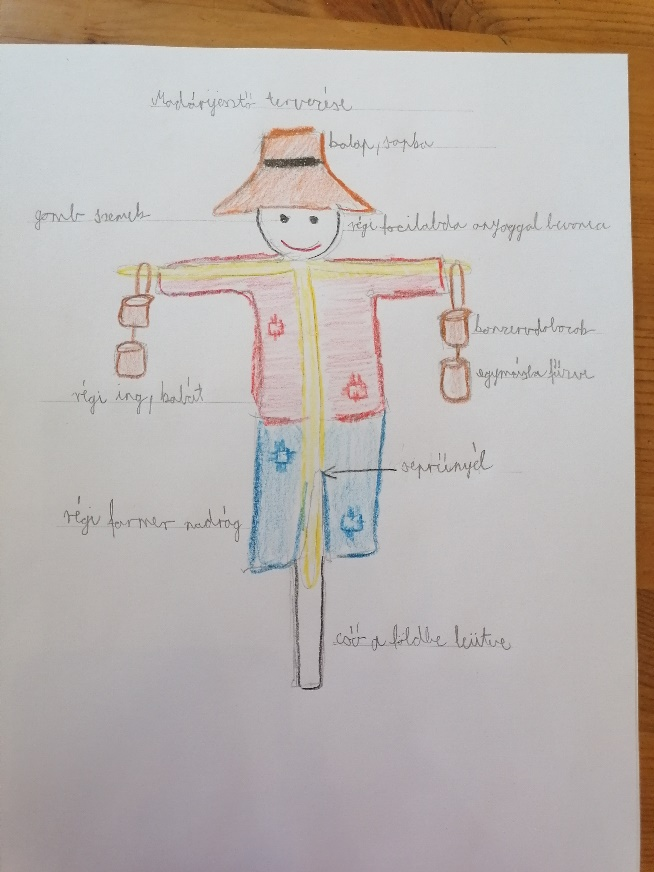 Madárijesztő tervezése
kalap, sapka
gomb szemek
régi focilabda anyaggal bevonva
konzervdobozok
egymásba fűzve
régi ing, kabát
seprűnyél
régi farmer nadrág
cső a földbe leütve